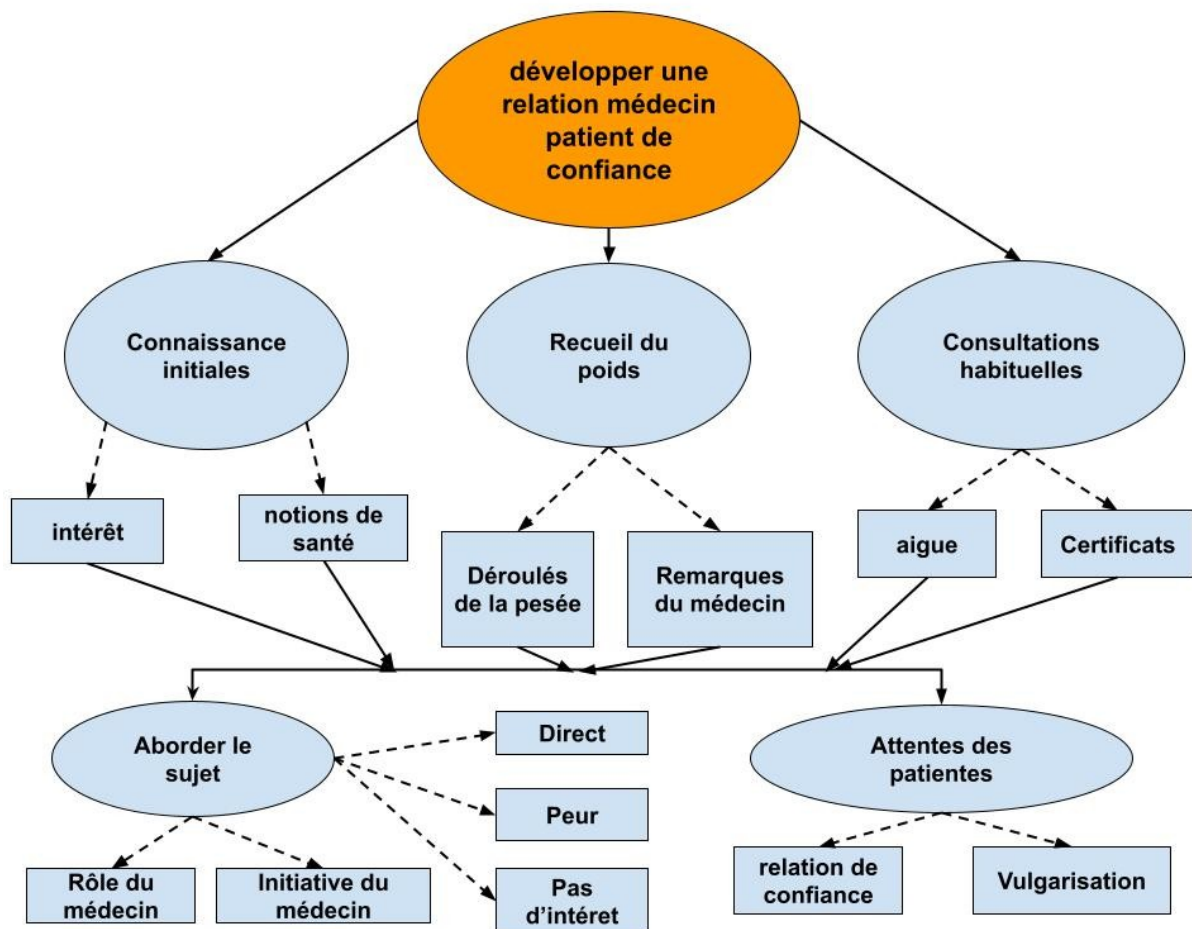 développer une
relation médecin
patient de
confiance
Connaissance
initiales
Recueil du
poids
Consultations
habituelles
intérêt
notions de
santé
Déroulés
de la pesée
Remarques
du médecin
aigue
Certificats
Aborder le
sujet
Direct
Peur
Pas
d'intéret
Attentes des
patientes
Rôle du
médecin
Initiative du
médecin
relation de
confiance
Vulgarisation